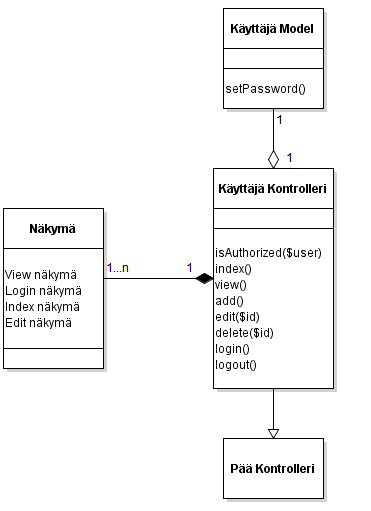 Käyttäjä Model
setPassword()
1
1
Käyttäjä Kontrolleri
isAuthorized($user)
index()
view()
add()
edit($id)
delete($id)
login()
logout()
Näkymä
View näkymä
Login näkymä
Index näkymä
Edit näkymä
1...n
1
Pää Kontrolleri